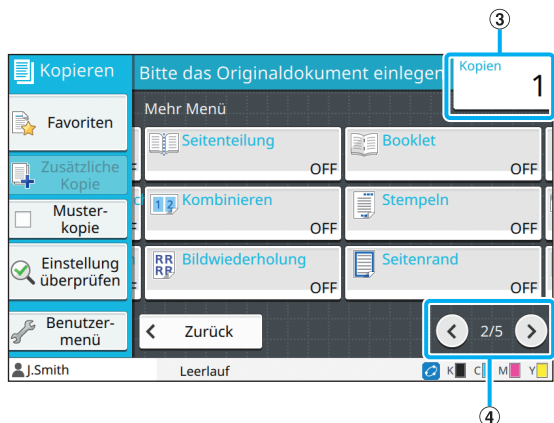 ③
Kopieren
Bitte das Originaldokument einlegen
Kopien
1
Favoriten
Mehr Menü
Seitenteilung
OFF
Booklet
OFF
Zusätzliche
Kopie
Kombinieren
OFF
Stempeln
OFF
Muster-
kopie
Einstellung
überprüfen
Bildwiederholung
OFF
Seitenrand
OFF
Benutzer-
menü
Zurück
2/5
J.Smith
Leerlauf
K C M Y
④